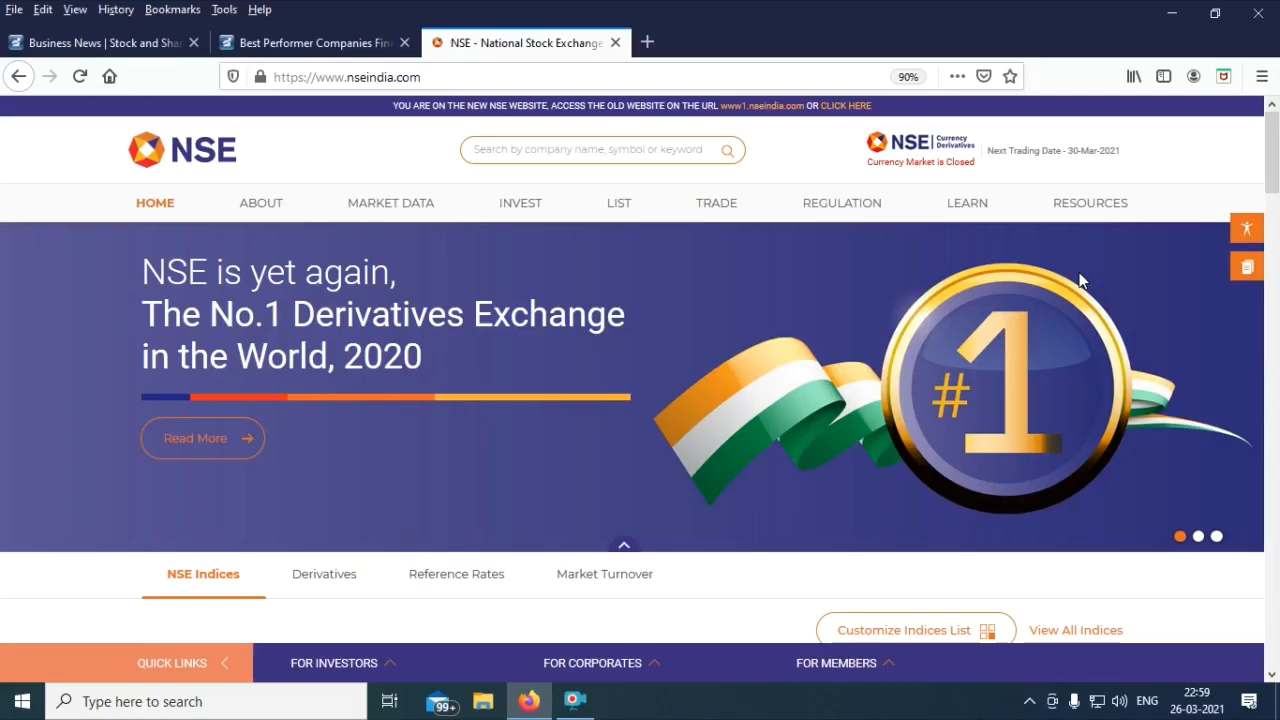 File Edit View History Bookmarks Tools Help
Business News | Stock and Sha
Best Performer Companies Fin
NSE - National Stock Exchange
https://www.nseindia.com
90%
YOU ARE ON THE NEW NSE WEBSITE, ACCESS THE OLD WEBSITE ON THE URL www1.nseindia.com OR CLICK HERE
NSE
Search by company name, symbol or keyword
NSE Currency Derivatives
Currency Market is Closed
Next Trading Date - 30-Mar-2021
HOME ABOUT MARKET DATA INVEST LIST TRADE REGULATION LEARN RESOURCES
NSE is yet again,
The No.1 Derivatives Exchange
in the World, 2020
Read More
#1
NSE Indices Derivatives Reference Rates Market Turnover
Customize Indices List View All Indices
QUICK LINKS FOR INVESTORS FOR CORPORATES FOR MEMBERS
Type here to search
99+
ENG
22:59
26-03-2021